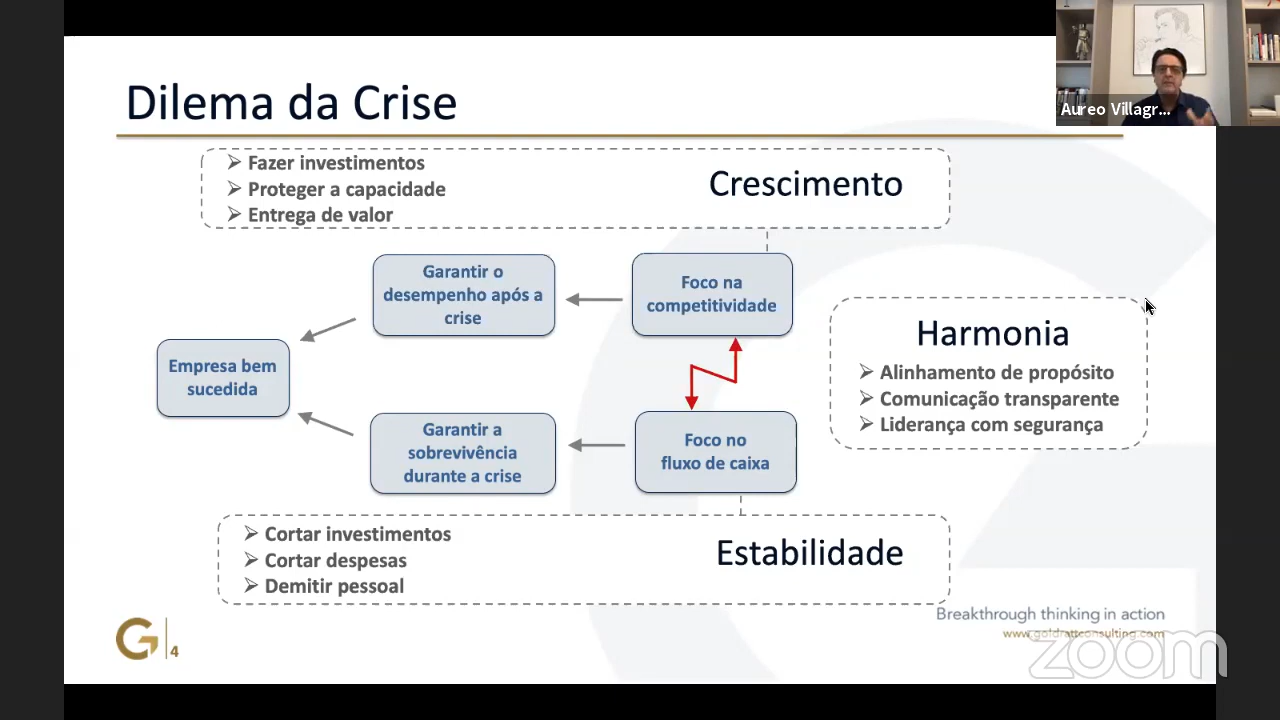 Dilema da Crise
Aureo Villagr...
➢ Fazer investimentos
➢ Proteger a capacidade
➢ Entrega de valor
Crescimento
Garantir o
desempenho após a
crise
Foco na
competitividade
Empresa bem
sucedida
Harmonia
➢ Alinhamento de propósito
➢ Comunicação transparente
➢ Liderança com segurança
Garantir a
sobrevivência
durante a crise
Foco no
fluxo de caixa
➢ Cortar investimentos
➢ Cortar despesas
➢ Demitir pessoal
Estabilidade
Breakthrough thinking in action
www.goldrattconsulting.com
zoom
G 4